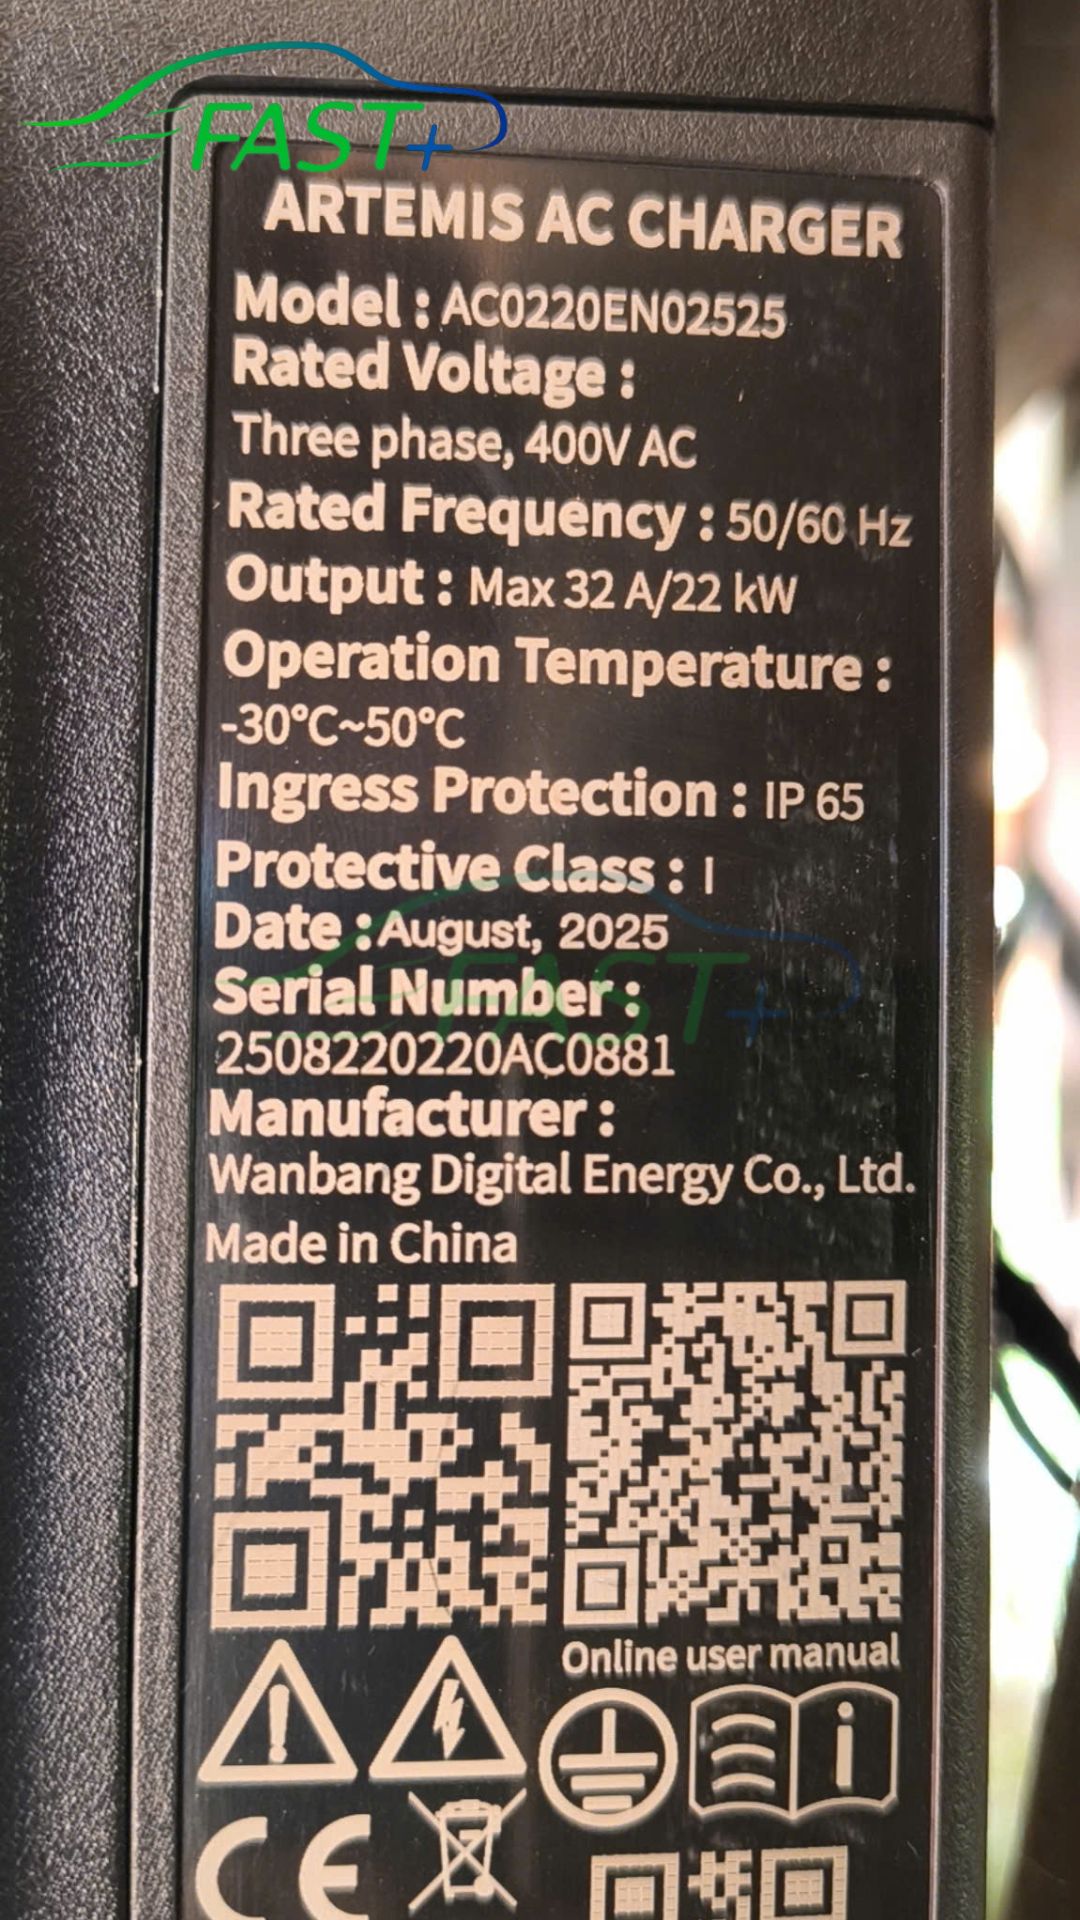 FAST+
ARTEMIS AC CHARGER
Model : AC0220EN02525
Rated Voltage :
Three phase, 400V AC
Rated Frequency : 50/60 Hz
Output : Max 32 A/22 kW
Operation Temperature :
-30°C~50°C
Ingress Protection : IP 65
Protective Class : I
Date : August, 2025
FAST+
Serial Number :
2508220220AC0881
Manufacturer :
Wanbang Digital Energy Co., Ltd.
Made in China
Online user manual
i
CE